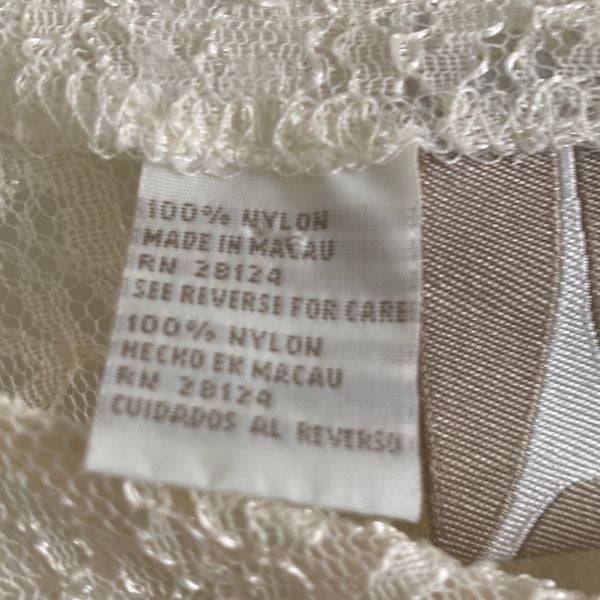 100% NYLON
MADE IN MACAU
RN 28124
SEE REVERSE FOR CARE
100% NYLON
HECHO EN MACAU
RN 28124
CUIDADOS AL REVERSO